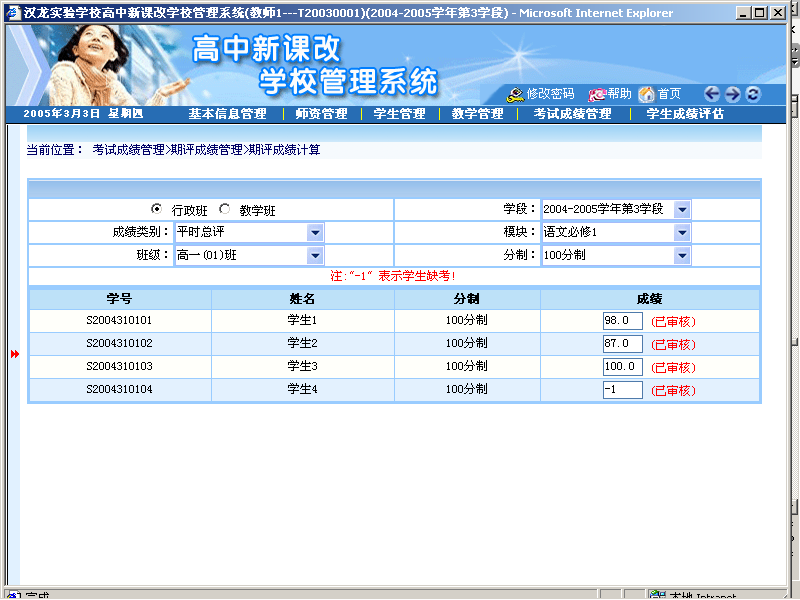 汉龙实验学校高中新课改学校管理系统(教师1---T20030001)(2004-2005学年第3学段) - Microsoft Internet Explorer
高中新课改
学校管理系统
修改密码 帮助 首页
2005年3月3日 星期四 基本信息管理 | 师资管理 | 学生管理 | 教学管理 | 考试成绩管理 | 学生成绩评估
当前位置： 考试成绩管理>期评成绩管理>期评成绩计算
行政班 教学班 学段： 2004-2005学年第3学段
成绩类别： 平时总评 模块： 语文必修1
班级： 高一(01)班 分制： 100分制
注:"-1" 表示学生缺考!
学号 姓名 分制 成绩
S2004310101 学生1 100分制 98.0 (已审核)
S2004310102 学生2 100分制 87.0 (已审核)
S2004310103 学生3 100分制 100.0 (已审核)
S2004310104 学生4 100分制 -1 (已审核)
完成 本地 Intranet